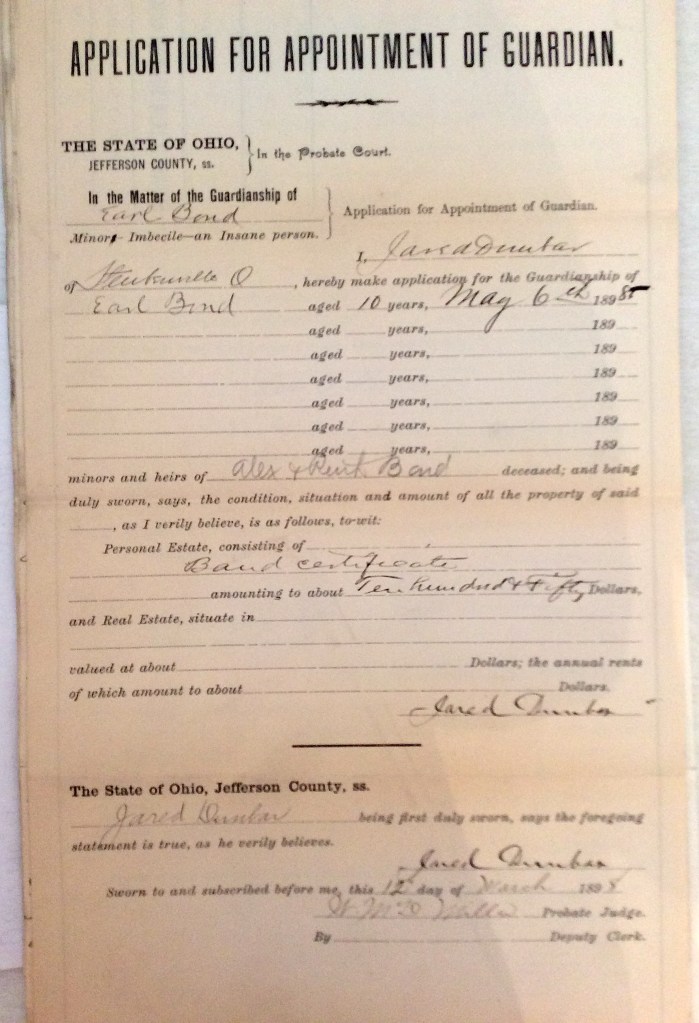 APPLICATION FOR APPOINTMENT OF GUARDIAN.
THE STATE OF OHIO,
JEFFERSON COUNTY, ss.
In the Probate Court.
In the Matter of the Guardianship of
Earl Bond
Minors Imbecile—an Insane person.
Application for Appointment of Guardian.
I, Jared Dunbar
of Steubenville O, hereby make application for the Guardianship of
Earl Bond aged 10 years, May 6th 1898
aged years, 189
aged years, 189
aged years, 189
aged years, 189
aged years, 189
aged years, 189
minors and heirs of Alex & Bond deceased; and being
duly sworn, says, the condition, situation and amount of all the property of said
, as I verily believe, is as follows, to-wit:
Personal Estate, consisting of
certificate
amounting to about Ten Hundred & Fifty Dollars,
and Real Estate, situate in
valued at about Dollars; the annual rents
of which amount to about Dollars.
Jared Dunbar
The State of Ohio, Jefferson County, ss.
Jared Dunbar being first duly sworn, says the foregoing
statement is true, as he verily believes.
Jared Dunbar
Sworn to and subscribed before me, this 12 day of March 1898
Probate Judge.
By Deputy Clerk.